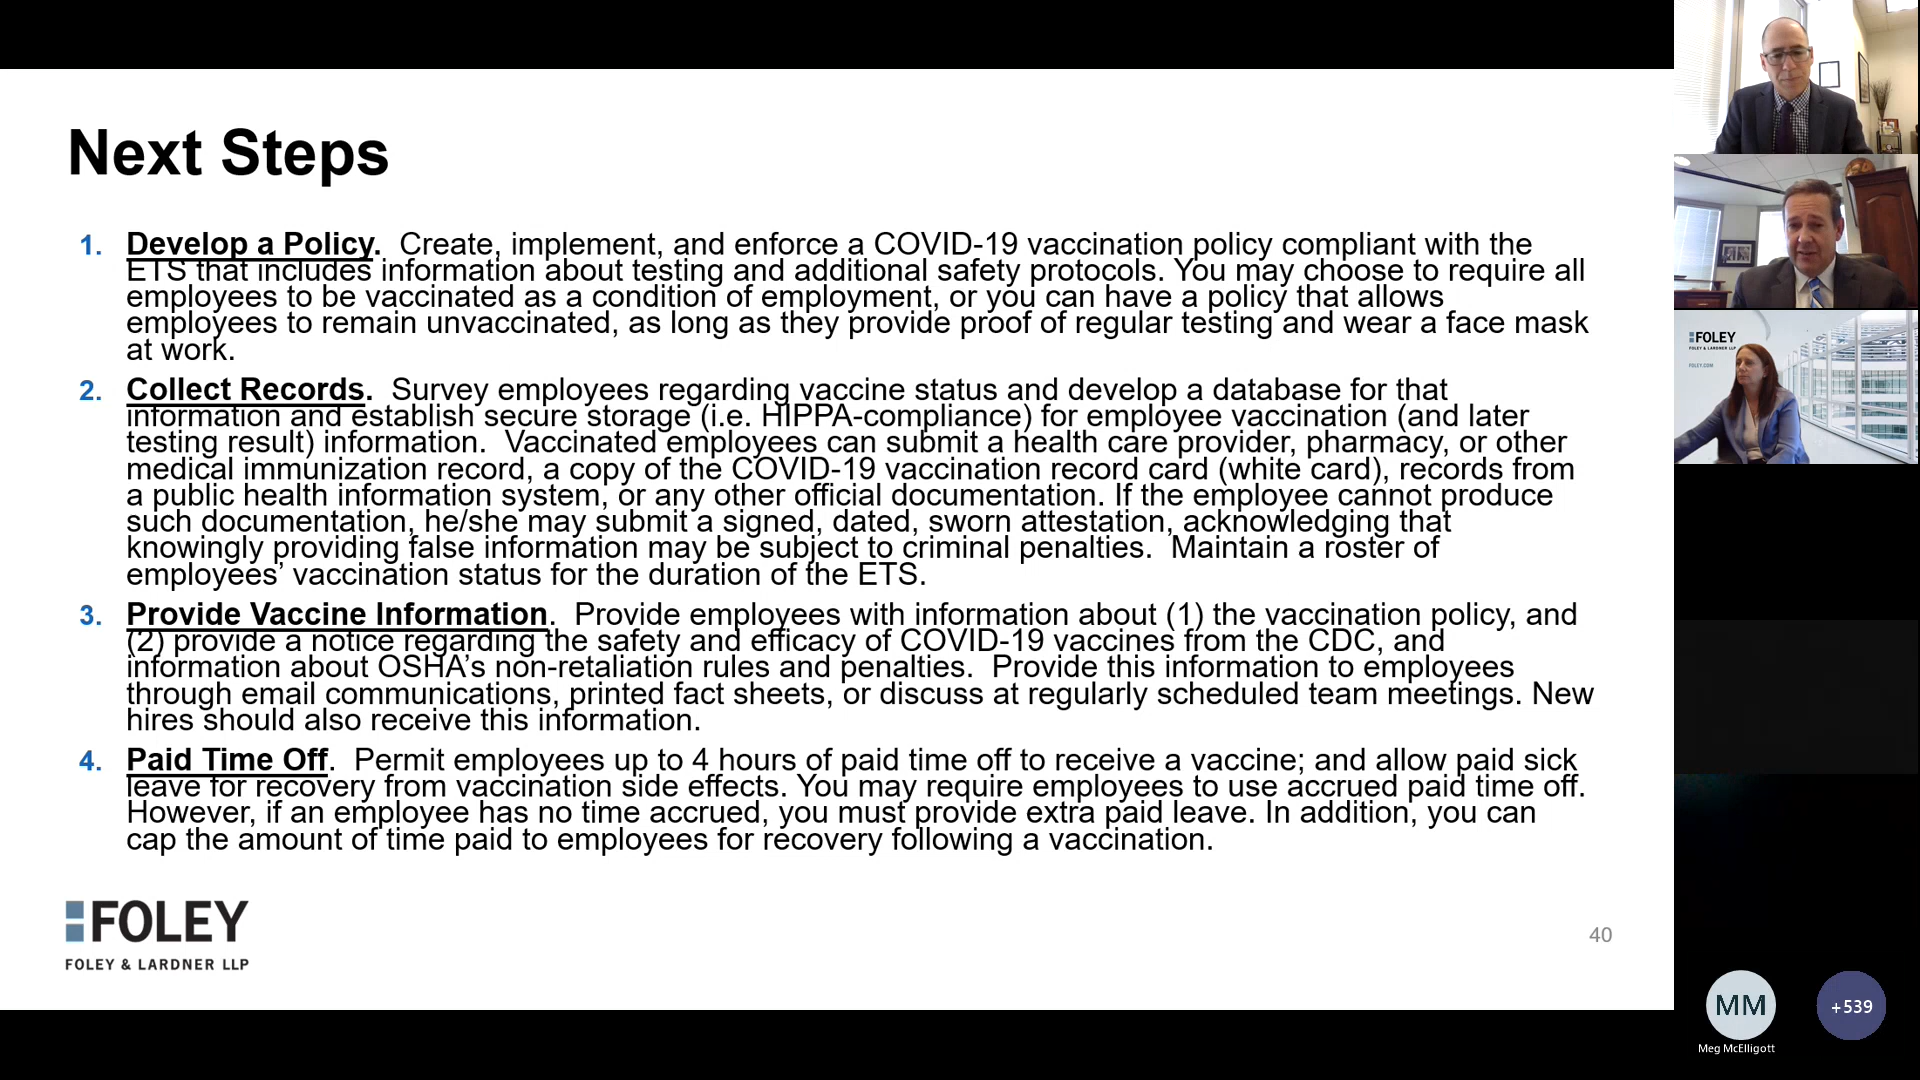 Next Steps
1. Develop a Policy.  Create, implement, and enforce a COVID-19 vaccination policy compliant with the
ETS that includes information about testing and additional safety protocols. You may choose to require all
employees to be vaccinated as a condition of employment, or you can have a policy that allows
employees to remain unvaccinated, as long as they provide proof of regular testing and wear a face mask
at work.
2. Collect Records.  Survey employees regarding vaccine status and develop a database for that
information and establish secure storage (i.e. HIPPA-compliance) for employee vaccination (and later
testing result) information.  Vaccinated employees can submit a health care provider, pharmacy, or other
medical immunization record, a copy of the COVID-19 vaccination record card (white card), records from
a public health information system, or any other official documentation. If the employee cannot produce
such documentation, he/she may submit a signed, dated, sworn attestation, acknowledging that
knowingly providing false information may be subject to criminal penalties.  Maintain a roster of
employees’ vaccination status for the duration of the ETS.
3. Provide Vaccine Information.  Provide employees with information about (1) the vaccination policy, and
(2) provide a notice regarding the safety and efficacy of COVID-19 vaccines from the CDC, and
information about OSHA’s non-retaliation rules and penalties.  Provide this information to employees
through email communications, printed fact sheets, or discuss at regularly scheduled team meetings. New
hires should also receive this information.
4. Paid Time Off.  Permit employees up to 4 hours of paid time off to receive a vaccine; and allow paid sick
leave for recovery from vaccination side effects. You may require employees to use accrued paid time off.
However, if an employee has no time accrued, you must provide extra paid leave. In addition, you can
cap the amount of time paid to employees for recovery following a vaccination.
FOLEY
FOLEY & LARDNER LLP
40
FOLEY
FOLEY & LARDNER LLP
FOLEY.COM
MM
Meg McElligott
+539